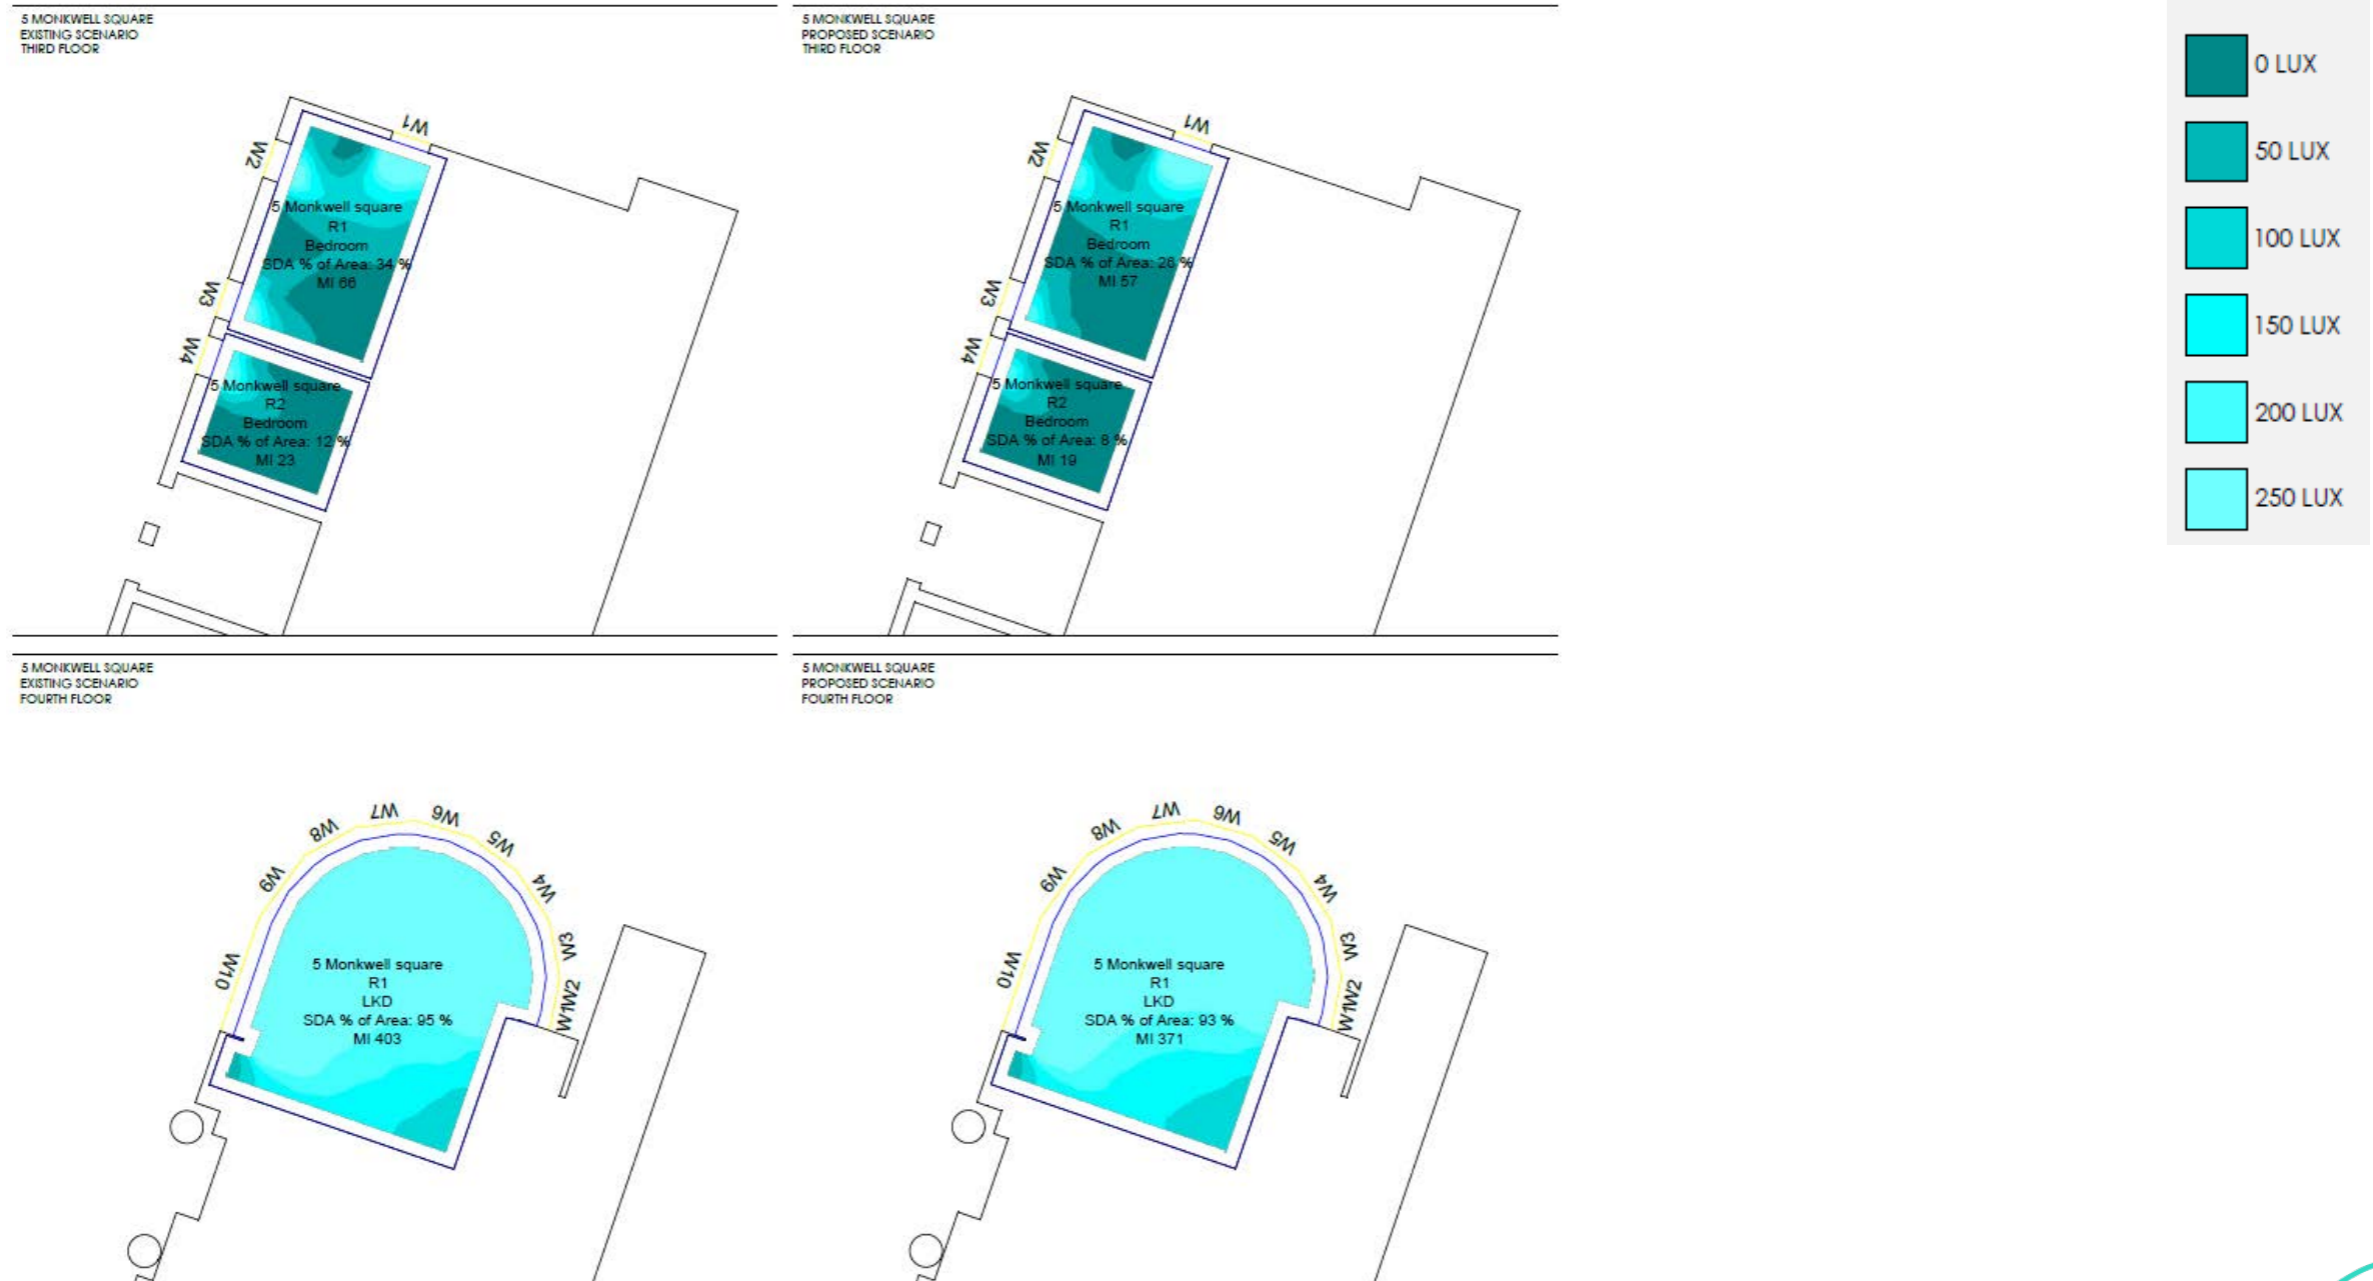 5 MONKWELL SQUARE
EXISTING SCENARIO
THIRD FLOOR
W1
W2
W3
W4
5 Monkwell square
R1
Bedroom
SDA % of Area: 34 %
MI 66
5 Monkwell square
R2
Bedroom
SDA % of Area: 12 %
MI 23
5 MONKWELL SQUARE
PROPOSED SCENARIO
THIRD FLOOR
W1
W2
W3
W4
5 Monkwell square
R1
Bedroom
SDA % of Area: 26 %
MI 57
5 Monkwell square
R2
Bedroom
SDA % of Area: 8 %
MI 19
0 LUX
50 LUX
100 LUX
150 LUX
200 LUX
250 LUX
5 MONKWELL SQUARE
EXISTING SCENARIO
FOURTH FLOOR
W10
W9
W8
W7
W6
W5
W4
W3
W1W2
5 Monkwell square
R1
LKD
SDA % of Area: 95 %
MI 403
5 MONKWELL SQUARE
PROPOSED SCENARIO
FOURTH FLOOR
W10
W9
W8
W7
W6
W5
W4
W3
W1W2
5 Monkwell square
R1
LKD
SDA % of Area: 93 %
MI 371